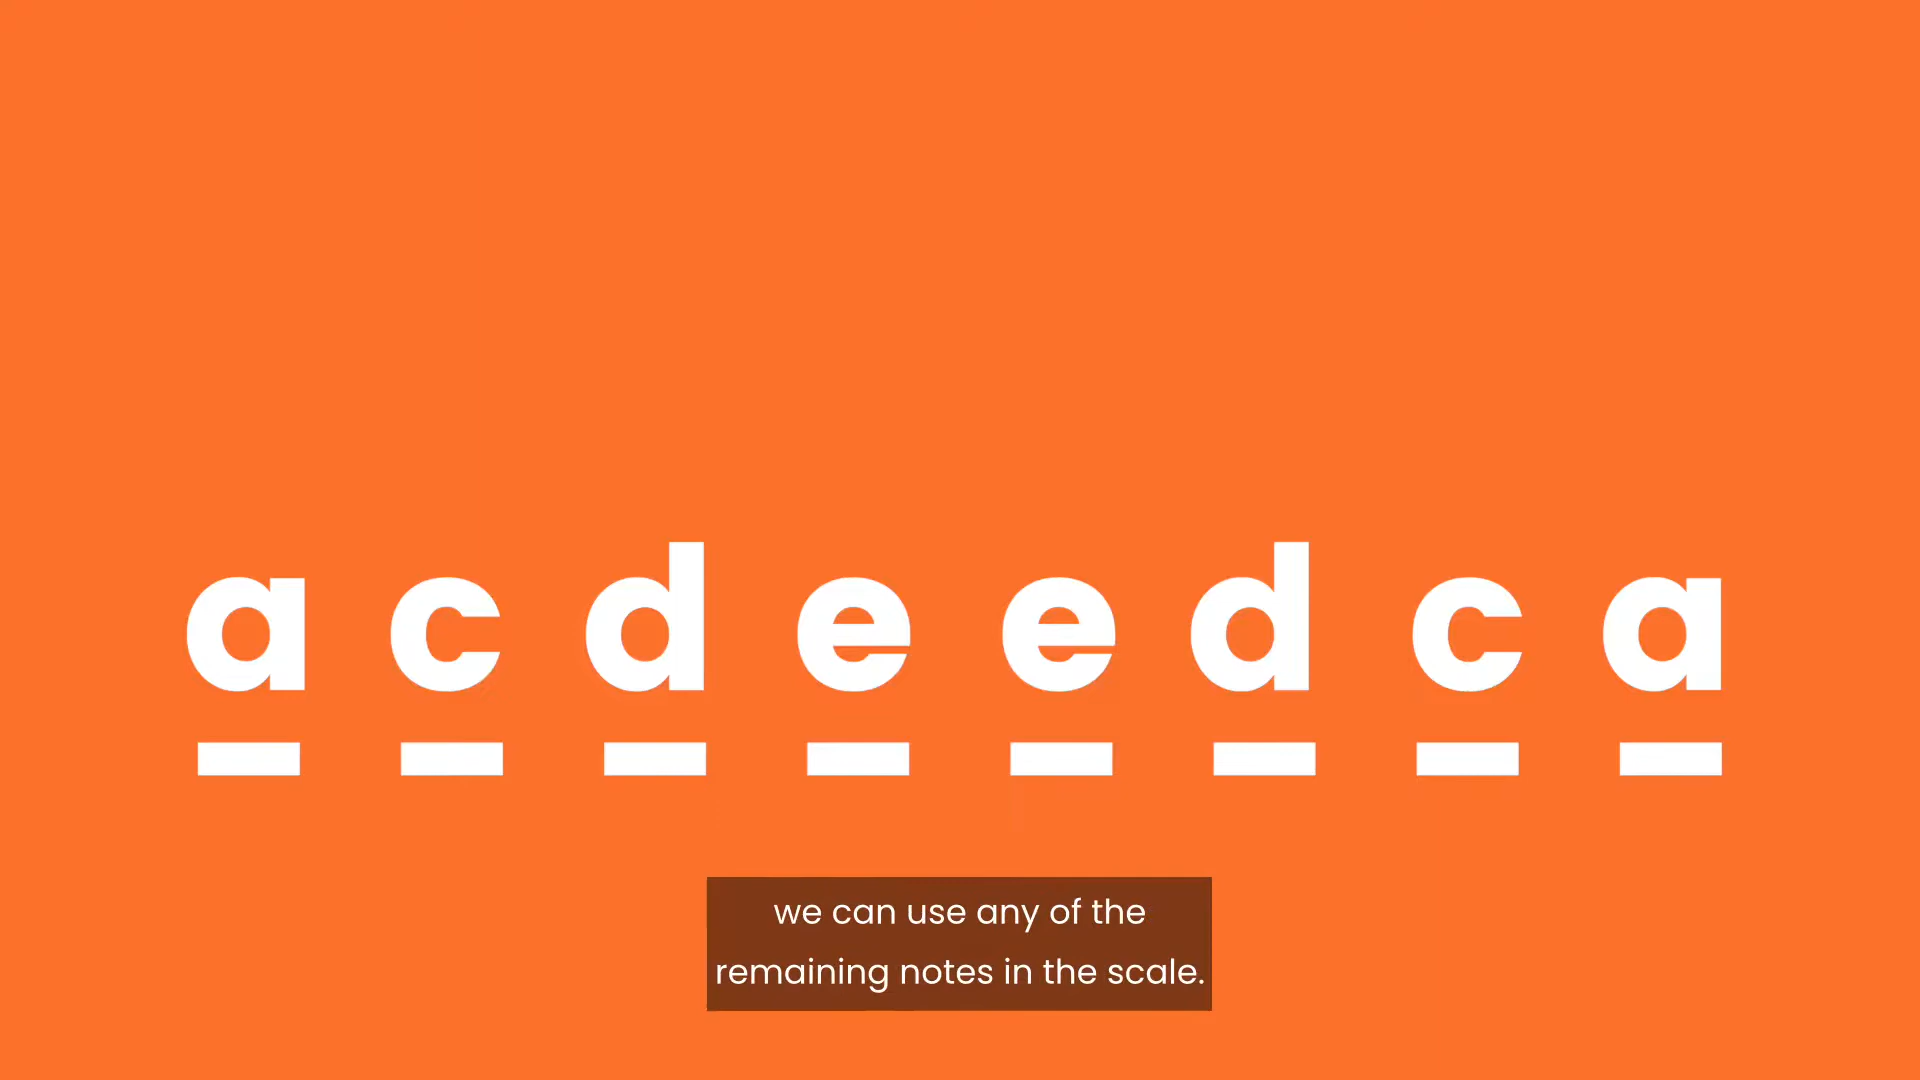 a c d e e d c a
we can use any of the
remaining notes in the scale.